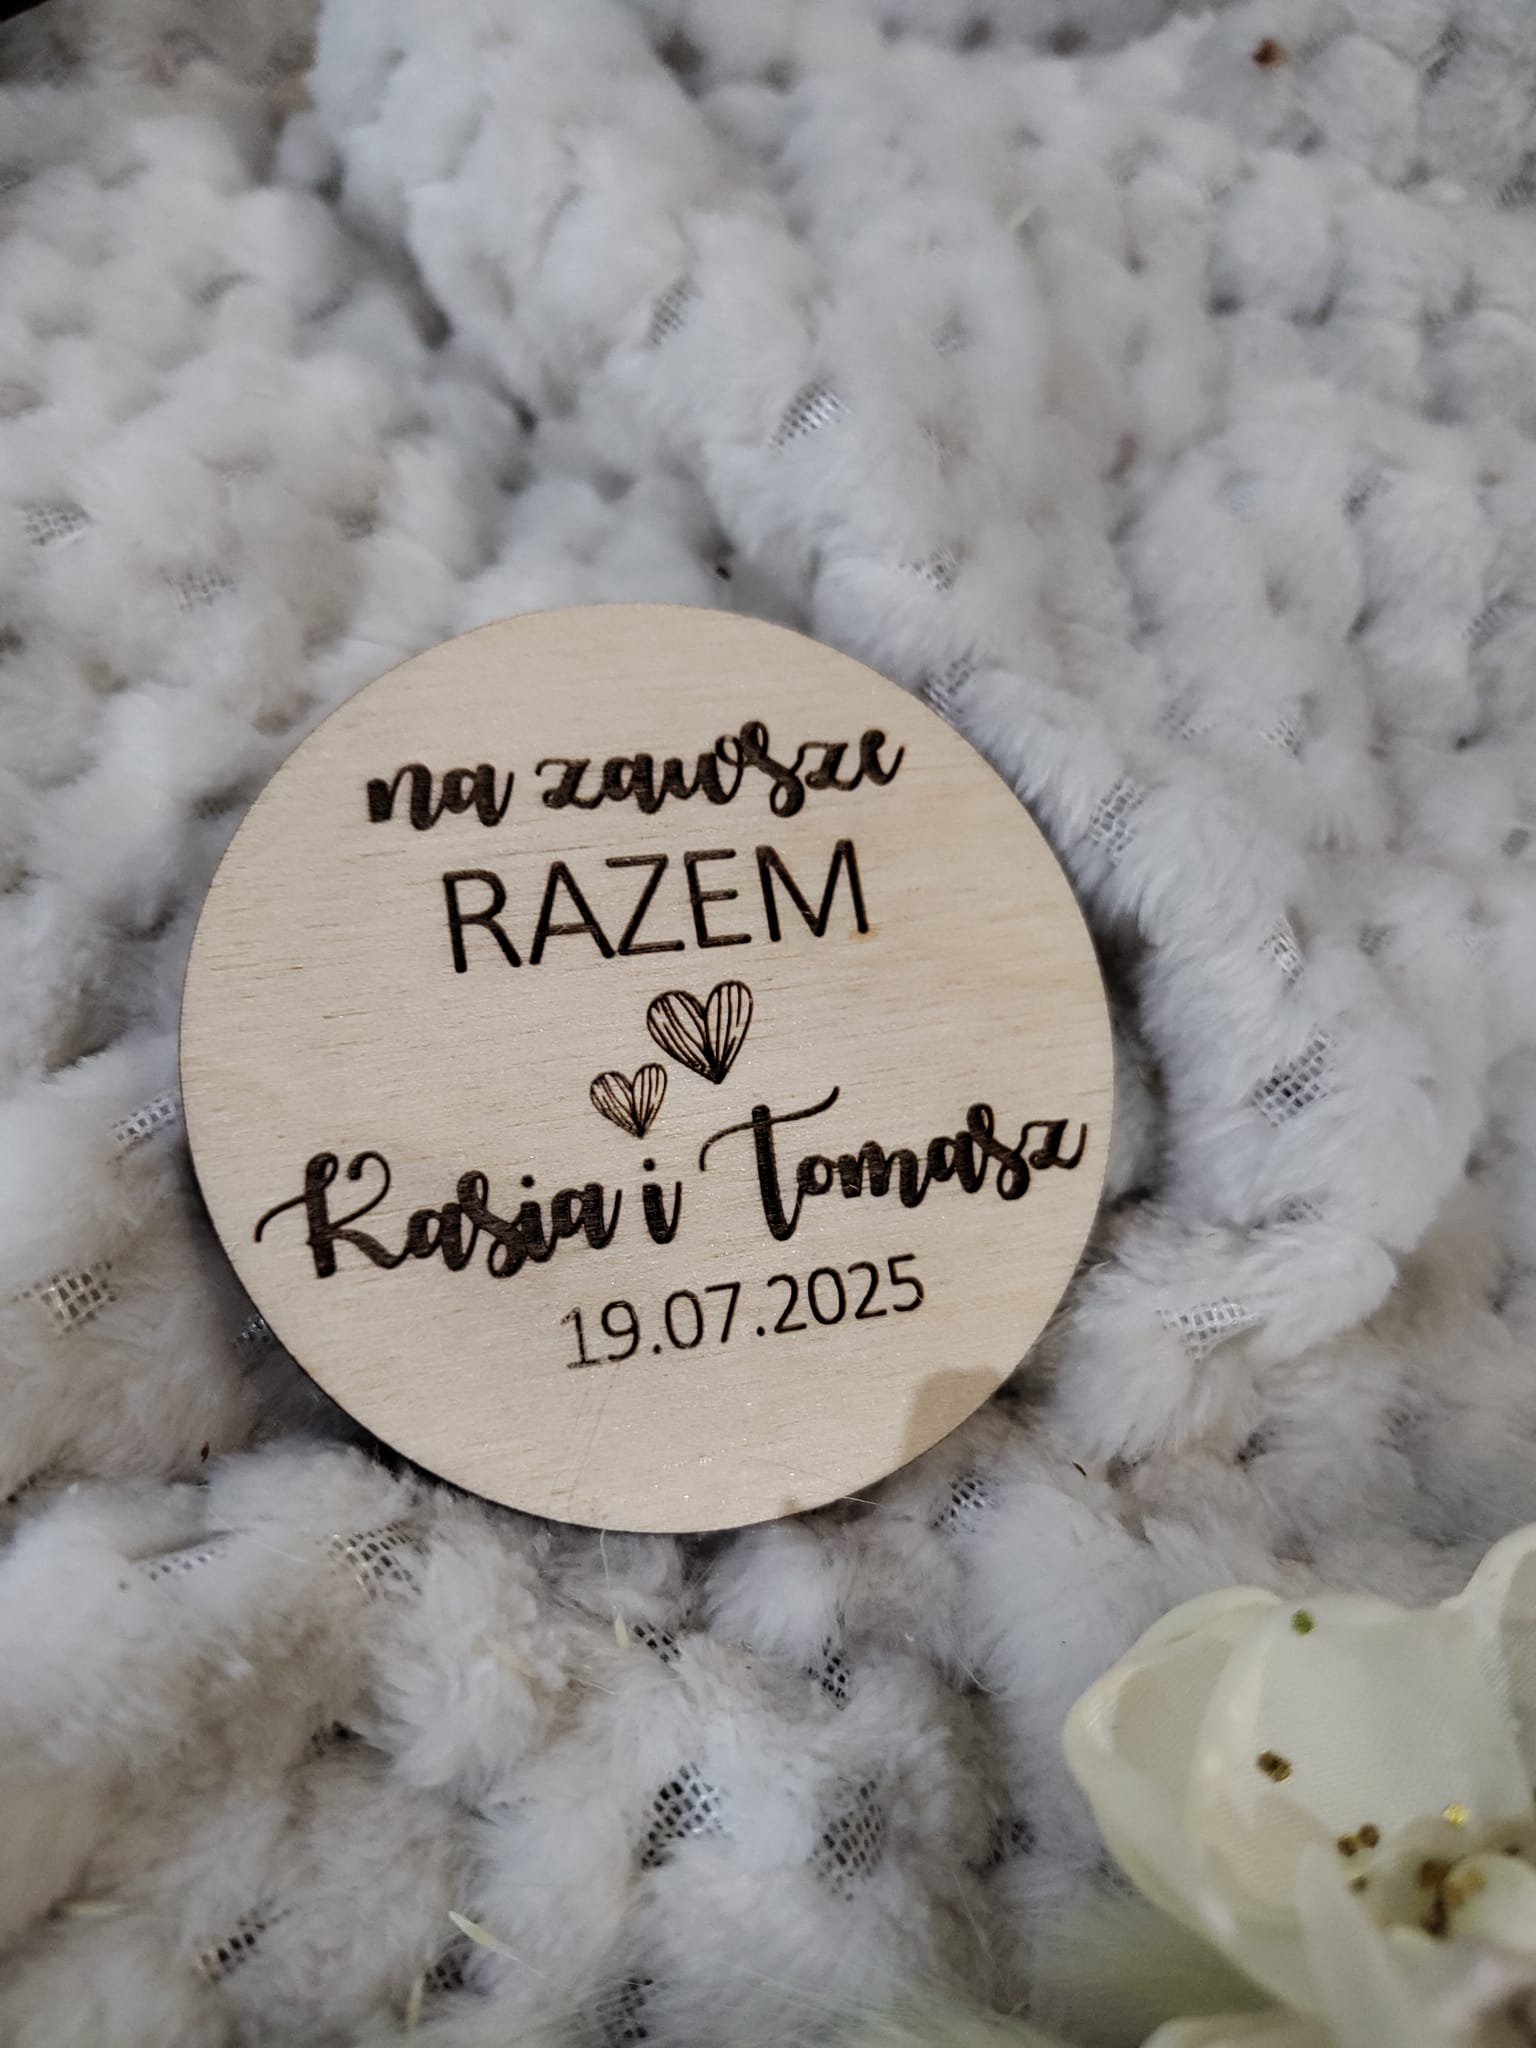 na zawsze
RAZEM
Kasia i Tomasz
19.07.2025